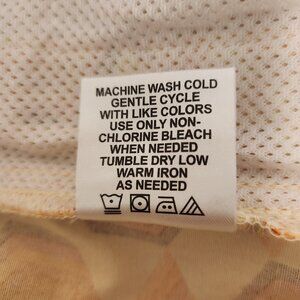 MACHINE WASH COLD
GENTLE CYCLE
WITH LIKE COLORS
USE ONLY NON-
CHLORINE BLEACH
WHEN NEEDED
TUMBLE DRY LOW
WARM IRON
AS NEEDED